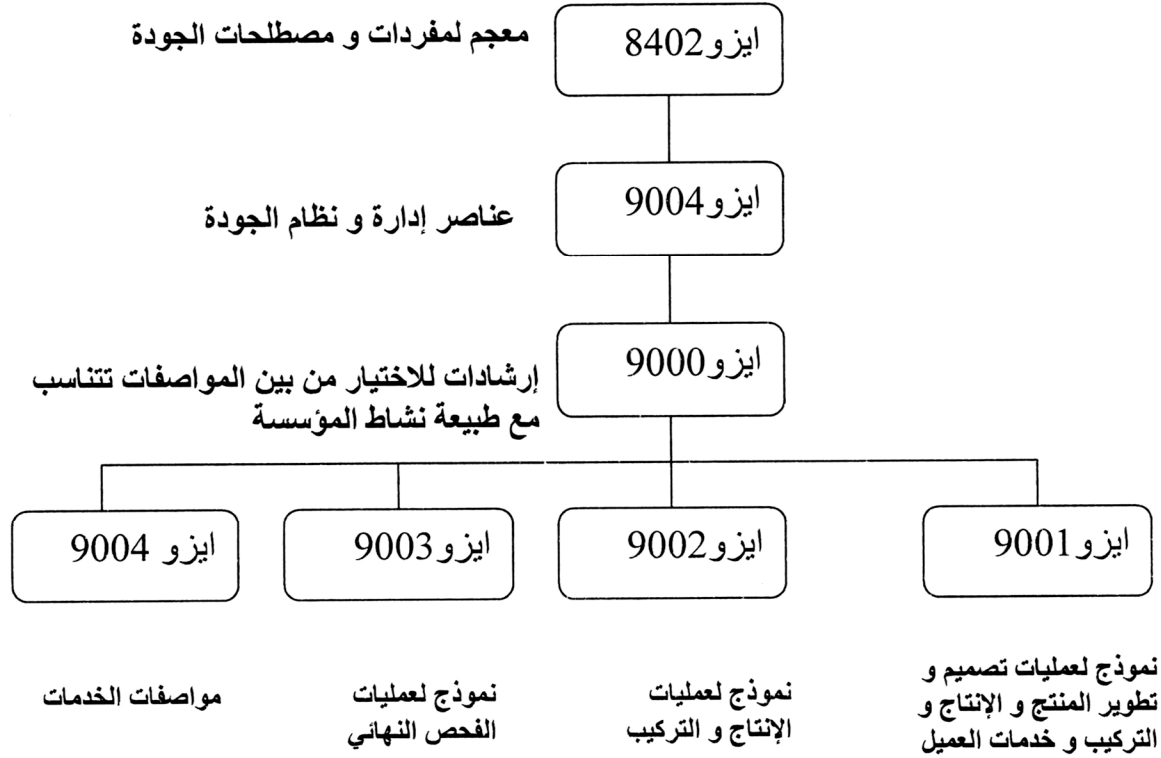 ايزو8402
معجم لمفردات و مصطلحات الجودة
ايزو9004
عناصر إدارة و نظام الجودة
ايزو9000
إرشادات للاختيار من بين المواصفات تتناسب
مع طبيعة نشاط المؤسسة
ايزو9001
ايزو9002
ايزو9003
ايزو 9004
نموذج لعمليات تصميم و
تطوير المنتج و الإنتاج و
التركيب و خدمات العميل
نموذج لعمليات
الإنتاج و التركيب
نموذج لعمليات
الفحص النهائي
مواصفات الخدمات